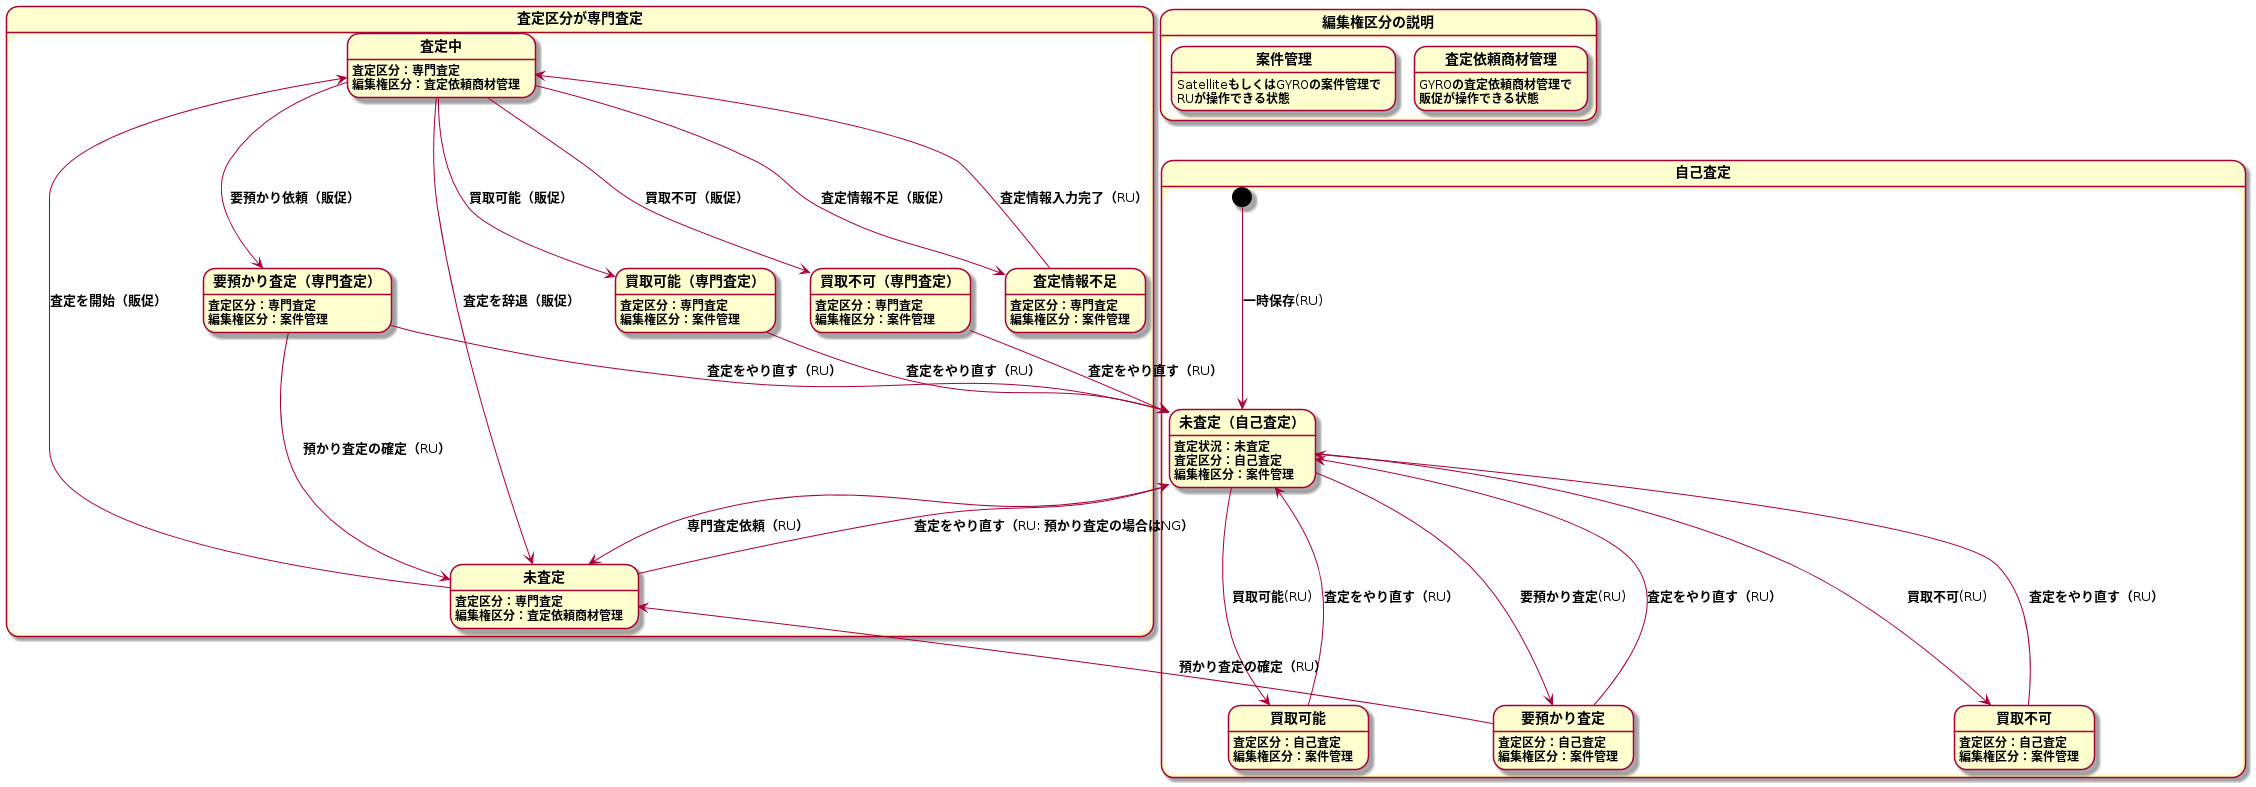 査定区分が専門査定
査定中
査定区分：専門査定
編集権区分：査定依頼商材管理
要預かり依頼（販促）
買取可能（販促）
買取不可（販促）
査定情報不足（販促）
査定情報入力完了（RU）
要預かり査定（専門査定）
査定区分：専門査定
編集権区分：案件管理
買取可能（専門査定）
査定区分：専門査定
編集権区分：案件管理
買取不可（専門査定）
査定区分：専門査定
編集権区分：案件管理
査定情報不足
査定区分：専門査定
編集権区分：案件管理
査定を開始（販促）
査定を辞退（販促）
査定をやり直す（RU）
査定をやり直す（RU）
査定をやり直す（RU）
預かり査定の確定（RU）
専門査定依頼（RU）
査定をやり直す（RU: 預かり査定の場合はNG）
未査定
査定区分：専門査定
編集権区分：査定依頼商材管理
編集権区分の説明
案件管理
SatelliteもしくはGYROの案件管理で
RUが操作できる状態
査定依頼商材管理
GYROの査定依頼商材管理で
販促が操作できる状態
自己査定
一時保存(RU)
未査定（自己査定）
査定状況：未査定
査定区分：自己査定
編集権区分：案件管理
買取可能(RU)
査定をやり直す（RU）
要預かり査定(RU)
査定をやり直す（RU）
買取不可(RU)
査定をやり直す（RU）
預かり査定の確定（RU）
買取可能
査定区分：自己査定
編集権区分：案件管理
要預かり査定
査定区分：自己査定
編集権区分：案件管理
買取不可
査定区分：自己査定
編集権区分：案件管理